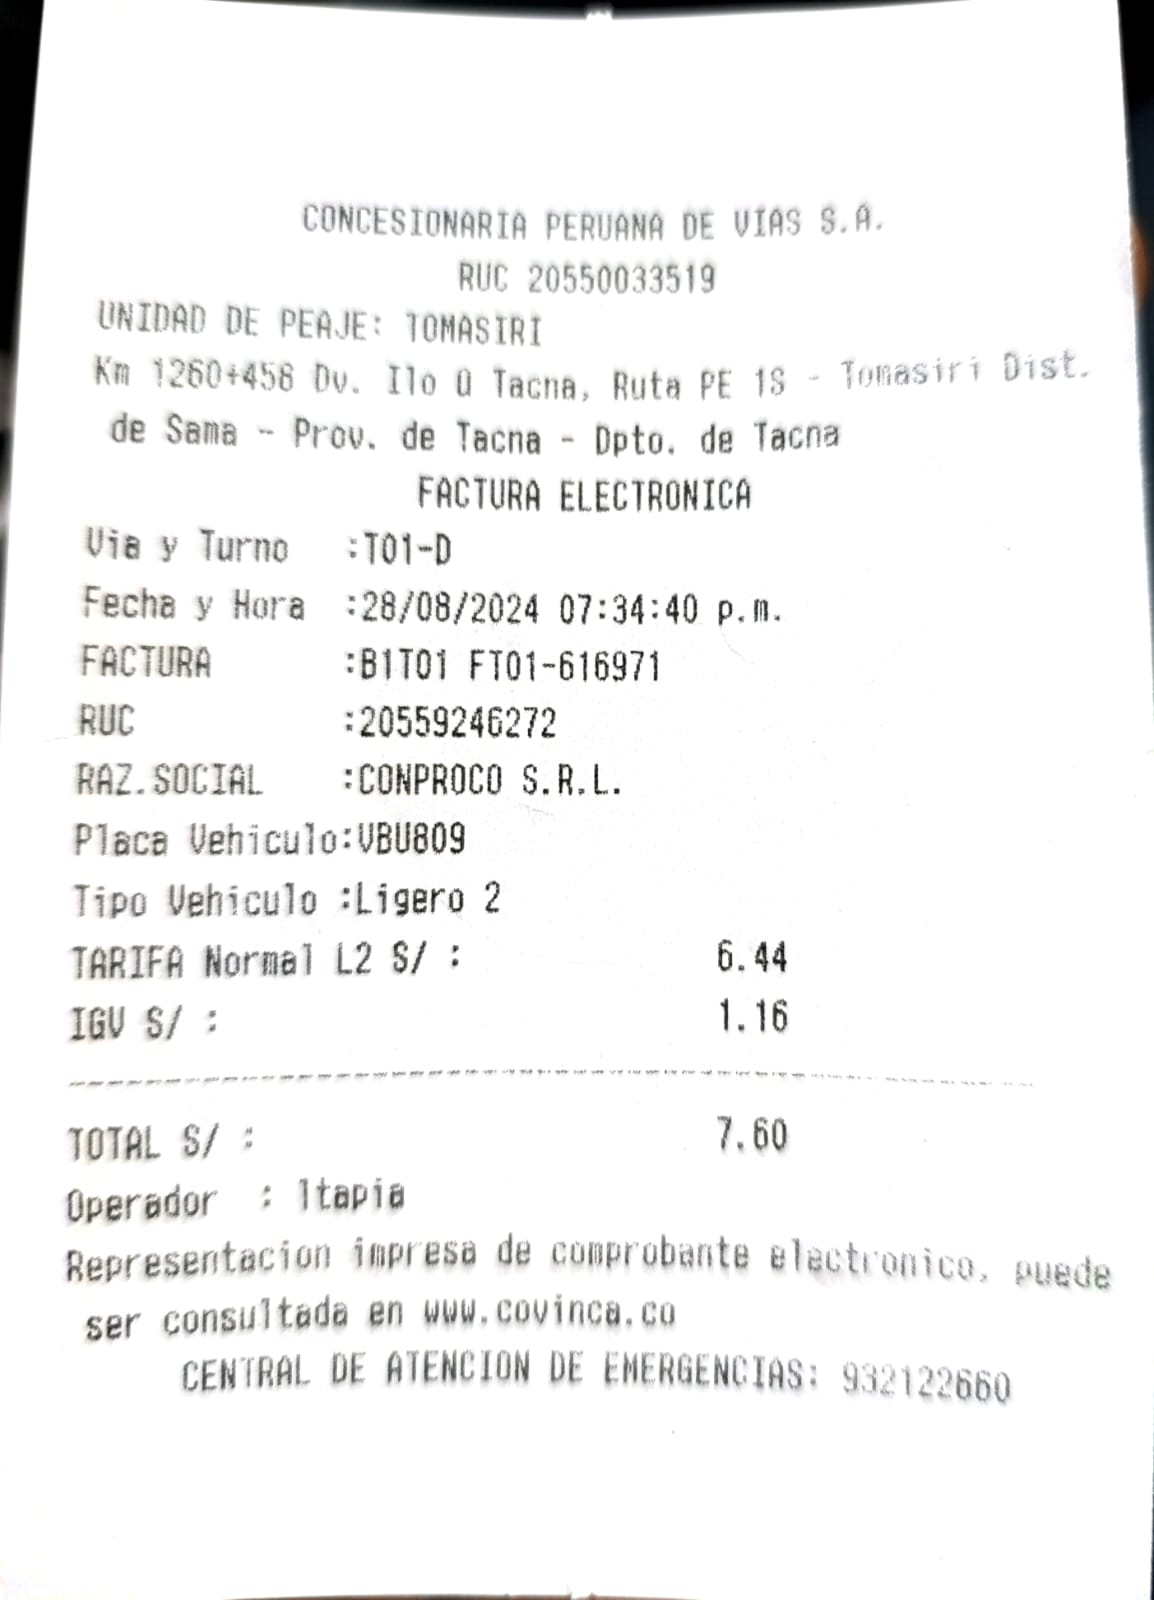 CONCESIONARIA PERUANA DE VIAS S.A.
RUC 20550033519
UNIDAD DE PEAJE: TOMASIRI
Km 1260+458 Dv. Ilo Û Tacna, Ruta PE 1S - Tomasiri Dist.
de Sama - Prov. de Tacna - Dpto. de Tacna
FACTURA ELECTRONICA
Via y Turno :T01-D
Fecha y Hora :28/08/2024 07:34:40 p.m.
FACTURA :B1T01 FT01-616971
RUC :20559246272
RAZ.SOCIAL :CONPROCO S.R.L.
Placa Vehiculo:VBU809
Tipo Vehiculo :Ligero 2
TARIFA Normal L2 S/ : 6.44
IGV S/ : 1.16
--------------------------------------------------
TOTAL S/ : 7.60
Operador : ltapia
Representacion impresa de comprobante electronico, puede
ser consultada en www.covinca.co
CENTRAL DE ATENCION DE EMERGENCIAS: 932122660